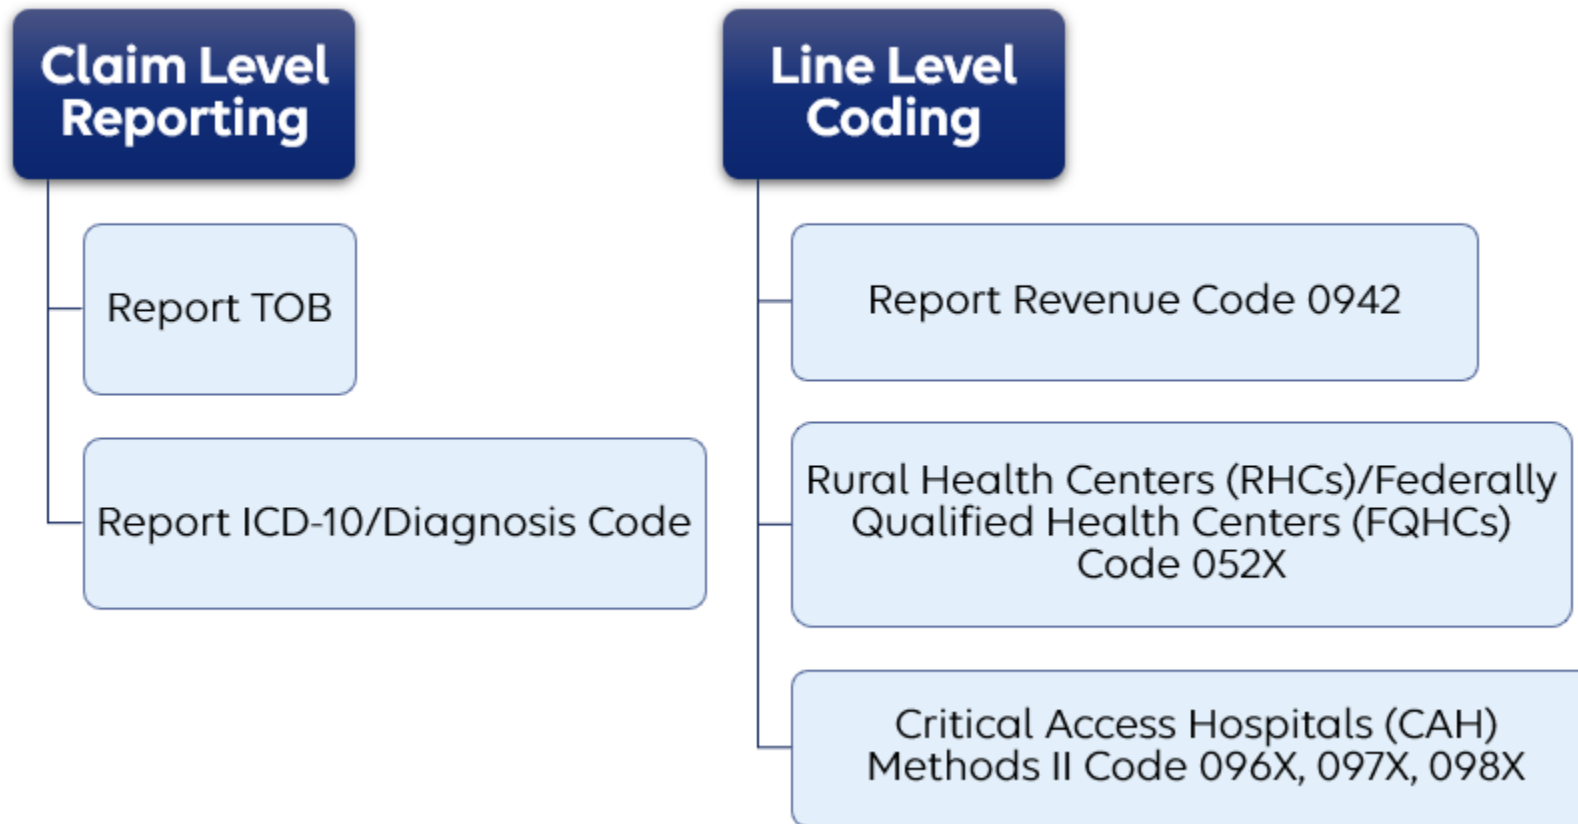 Claim Level
Reporting
Report TOB
Report ICD-10/Diagnosis Code
Line Level
Coding
Report Revenue Code 0942
Rural Health Centers (RHCs)/Federally
Qualified Health Centers (FQHCs)
Code 052X
Critical Access Hospitals (CAH)
Methods II Code 096X, 097X, 098X